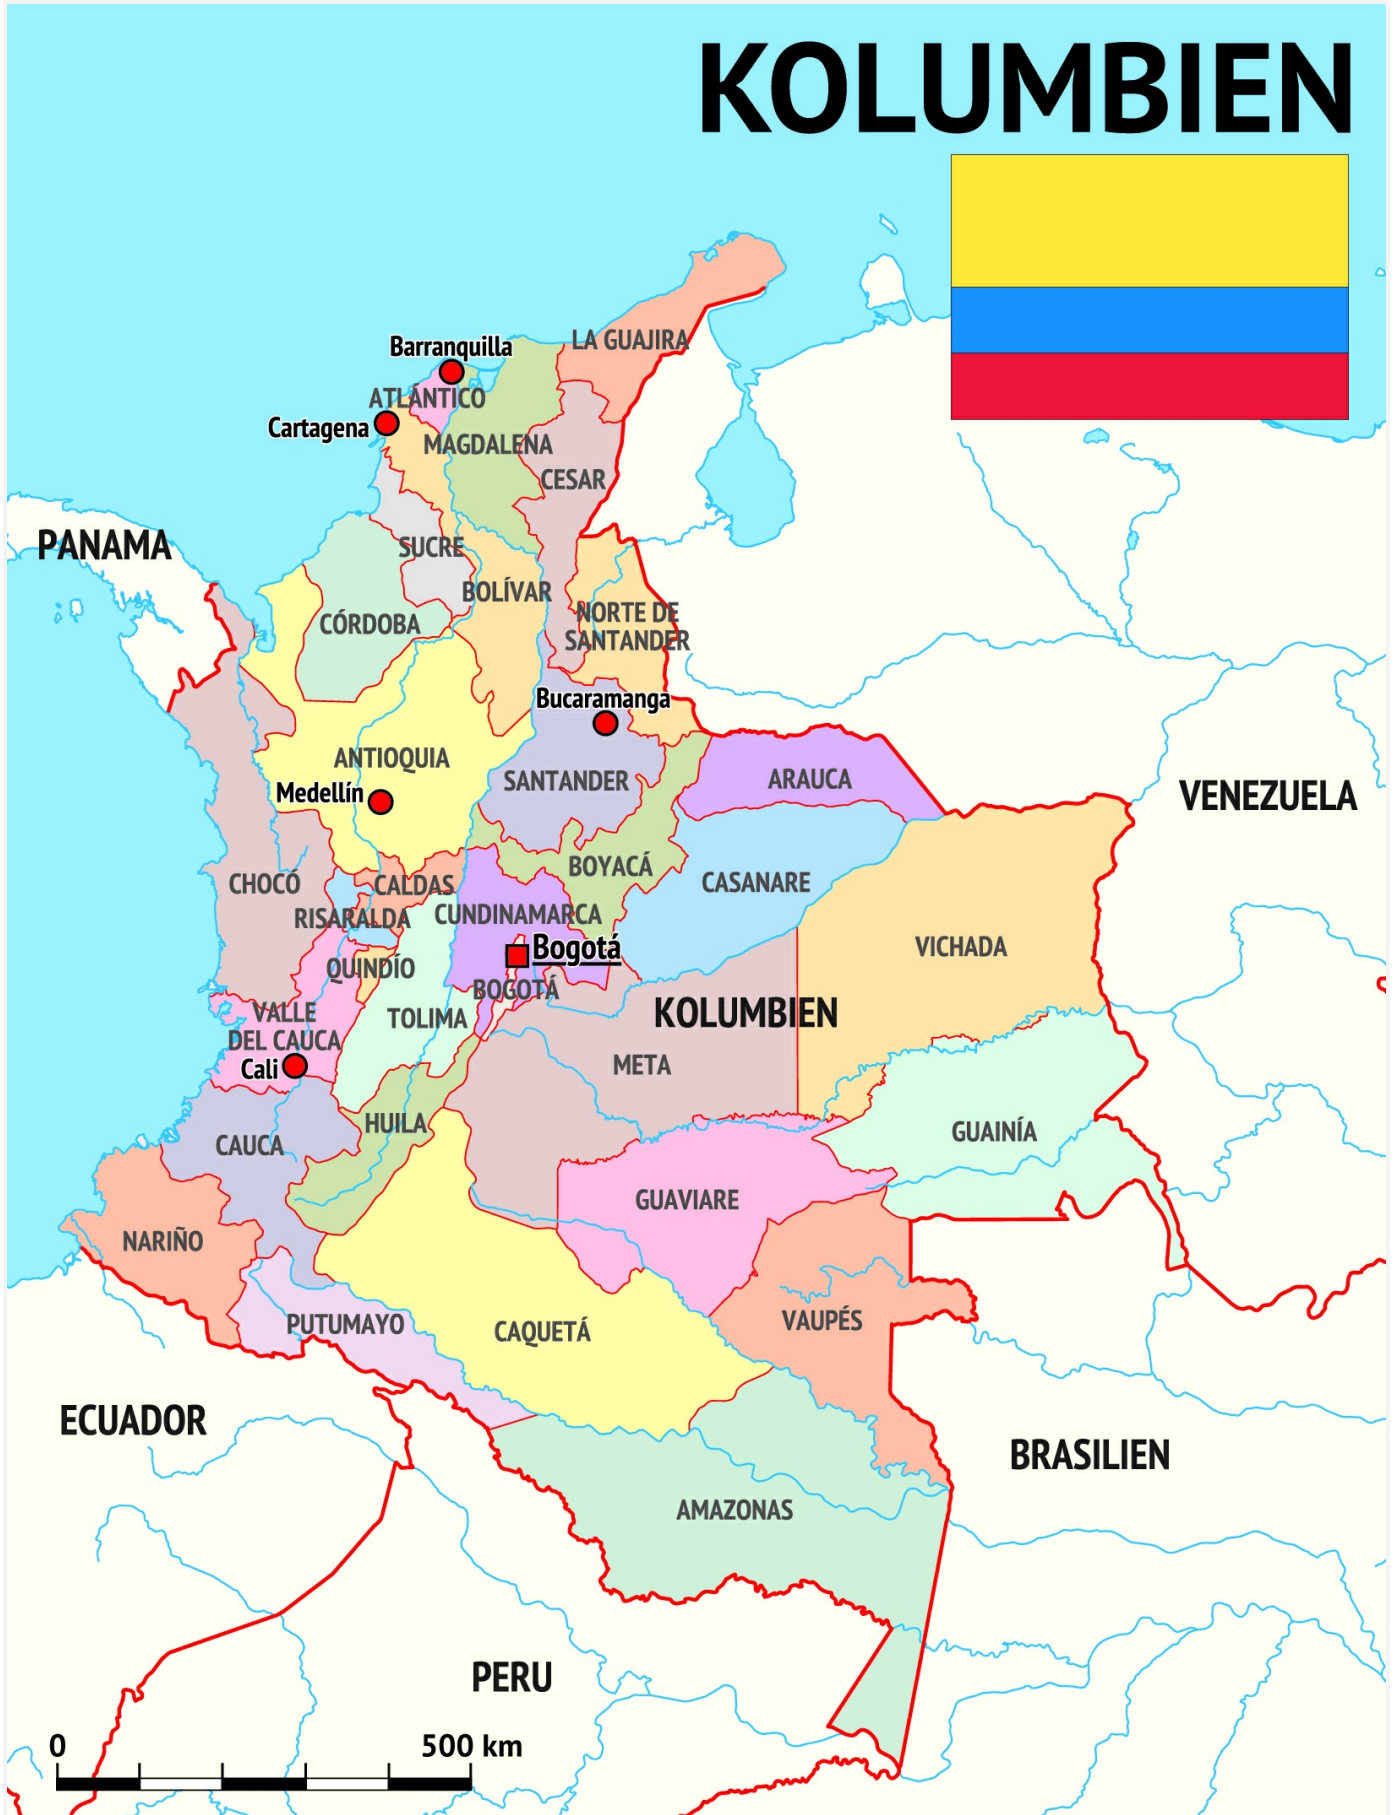 KOLUMBIEN
LA GUAJIRA
Barranquilla
ATLÁNTICO
Cartagena
MAGDALENA
CESAR
PANAMA
SUCRE
BOLÍVAR
CÓRDOBA
NORTE DE
SANTANDER
Bucaramanga
ANTIOQUIA
SANTANDER
ARAUCA
Medellín
VENEZUELA
BOYACÁ
CHOCÓ
CALDAS
CASANARE
RISARALDA
CUNDINAMARCA
Bogotá
VICHADA
QUINDÍO
BOGOTÁ
VALLE
DEL CAUCA
TOLIMA
KOLUMBIEN
Cali
META
HUILA
CAUCA
GUAINÍA
GUAVIARE
NARIÑO
PUTUMAYO
CAQUETÁ
VAUPÉS
ECUADOR
BRASILIEN
AMAZONAS
PERU
0 500 km